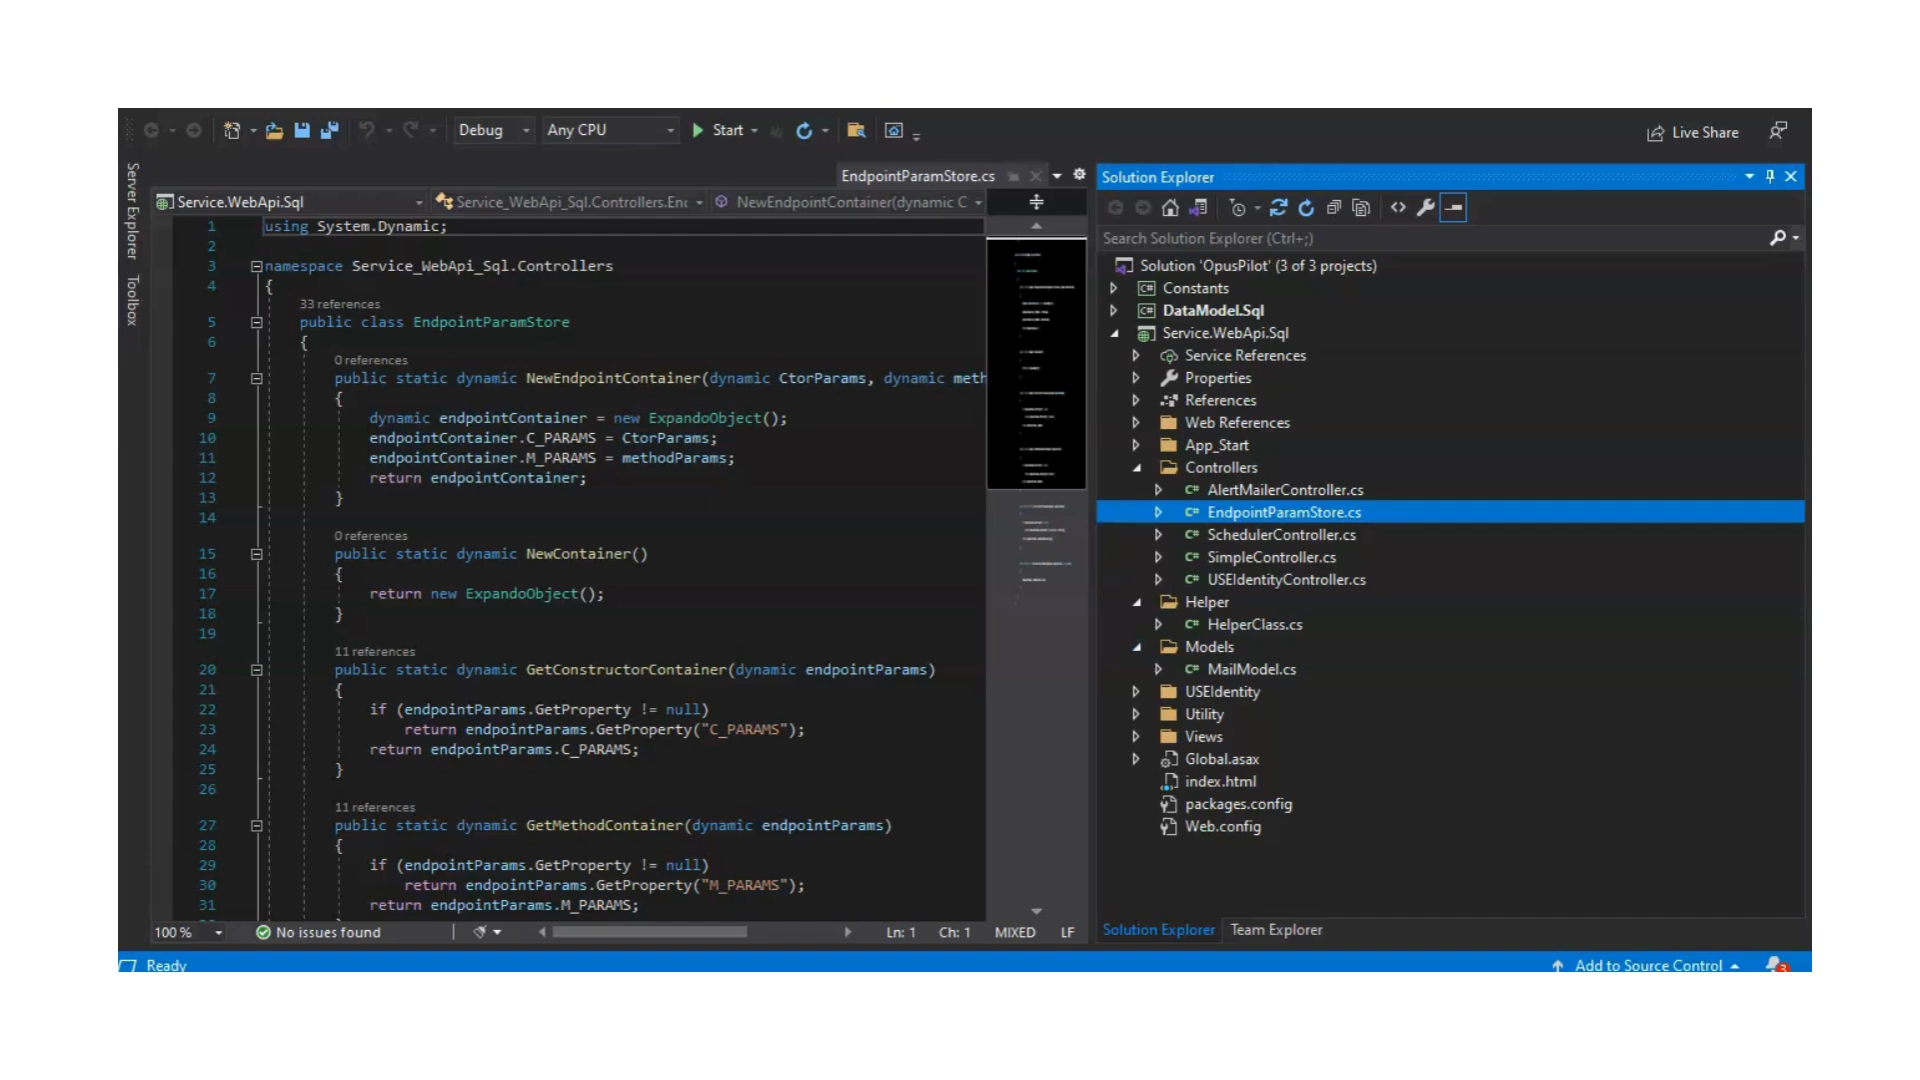 Debug
Any CPU
Start
Live Share
Server Explorer
Toolbox
EndpointParamStore.cs
Service.WebApi.Sql
Service_WebApi_Sql.Controllers.Enc
NewEndpointContainer(dynamic C
1 using System.Dynamic;
2
3 namespace Service_WebApi_Sql.Controllers
4 {
33 references
5 public class EndpointParamStore
6 {
0 references
7 public static dynamic NewEndpointContainer(dynamic CtorParams, dynamic meth
8 {
9 dynamic endpointContainer = new ExpandoObject();
10 endpointContainer.C_PARAMS = CtorParams;
11 endpointContainer.M_PARAMS = methodParams;
12 return endpointContainer;
13 }
14
0 references
15 public static dynamic NewContainer()
16 {
17 return new ExpandoObject();
18 }
19
11 references
20 public static dynamic GetConstructorContainer(dynamic endpointParams)
21 {
22 if (endpointParams.GetProperty != null)
23 return endpointParams.GetProperty("C_PARAMS");
24 return endpointParams.C_PARAMS;
25 }
26
11 references
27 public static dynamic GetMethodContainer(dynamic endpointParams)
28 {
29 if (endpointParams.GetProperty != null)
30 return endpointParams.GetProperty("M_PARAMS");
31 return endpointParams.M_PARAMS;
100 %
No issues found
Ln: 1
Ch: 1
MIXED
LF
Solution Explorer
Search Solution Explorer (Ctrl+;)
Solution 'OpusPilot' (3 of 3 projects)
C# Constants
C# DataModel.Sql
Service.WebApi.Sql
Service References
Properties
References
Web References
App_Start
Controllers
C# AlertMailerController.cs
C# EndpointParamStore.cs
C# SchedulerController.cs
C# SimpleController.cs
C# USEIdentityController.cs
Helper
C# HelperClass.cs
Models
C# MailModel.cs
USEIdentity
Utility
Views
Global.asax
index.html
packages.config
Web.config
Solution Explorer
Team Explorer
Ready
Add to Source Control
3